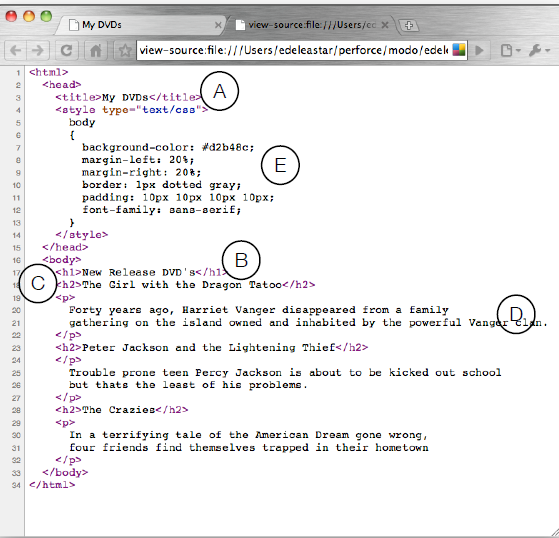 My DVDs
view-source:file:///Users/ec
view-source:file:///Users/edeleastar/perforce/modo/edel
1 <html>
2 <head>
3 <title>My DVDs</title>
A
4 <style type="text/css">
5 body
6 {
7 background-color: #d2b48c;
8 margin-left: 20%;
E
9 margin-right: 20%;
10 border: 1px dotted gray;
11 padding: 10px 10px 10px 10px;
12 font-family: sans-serif;
13 }
14 </style>
15 </head>
16 <body>
B
17 <h1>New Release DVD's</h1>
C
18 <h2>The Girl with the Dragon Tatoo</h2>
19 <p>
20 Forty years ago, Harriet Vanger disappeared from a family
D
21 gathering on the island owned and inhabited by the powerful Vanger clan.
22 </p>
23 <h2>Peter Jackson and the Lightening Thief</h2>
24 </p>
25 Trouble prone teen Percy Jackson is about to be kicked out school
26 but thats the least of his problems.
27 </p>
28 <h2>The Crazies</h2>
29 <p>
30 In a terrifying tale of the American Dream gone wrong,
31 four friends find themselves trapped in their hometown
32 </p>
33 </body>
34 </html>